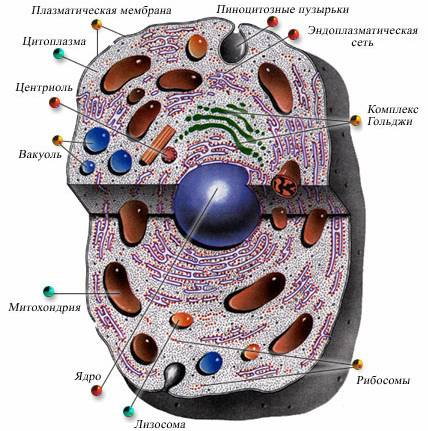 Плазматическая мембрана
Пиноцитозные пузырьки
Цитоплазма
Эндоплазматическая
сеть
Центриоль
Комплекс
Гольджи
Вакуоль
Митохондрия
Ядро
Рибосомы
Лизосома